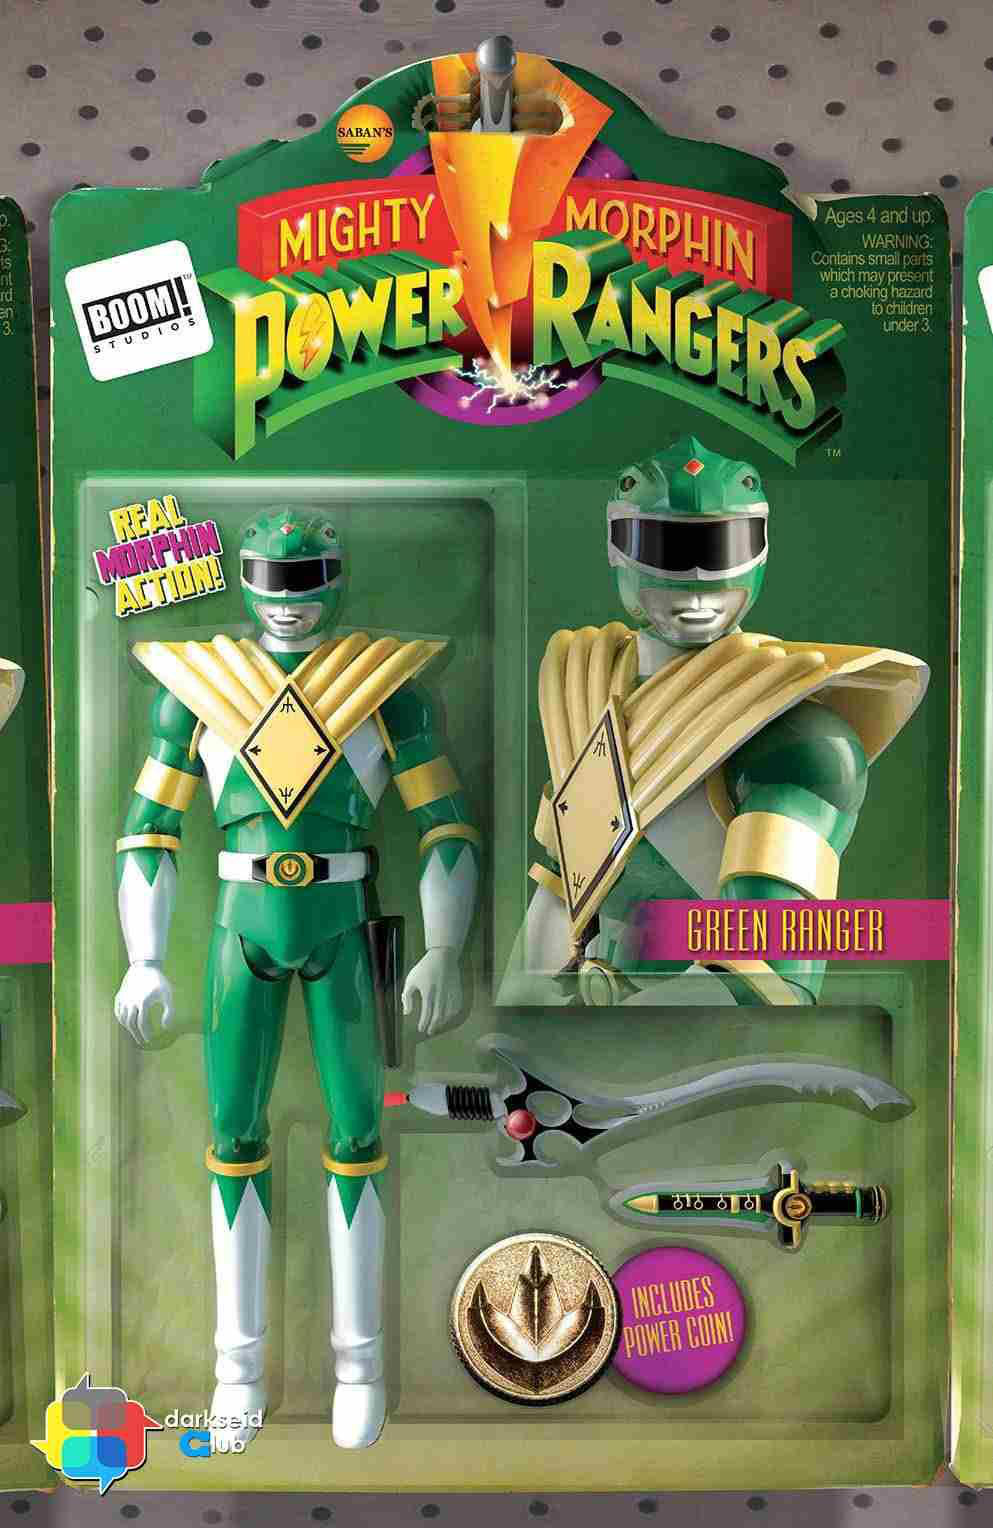 SABAN'S
MIGHTY MORPHIN
POWER RANGERS
TM
BOOM!
TM
STUDIOS
Ages 4 and up.
WARNING:
Contains small parts
which may present
a choking hazard
to children
under 3.
REAL
MORPHIN
ACTION!
GREEN RANGER
INCLUDES
POWER COIN!
darkseid
Club